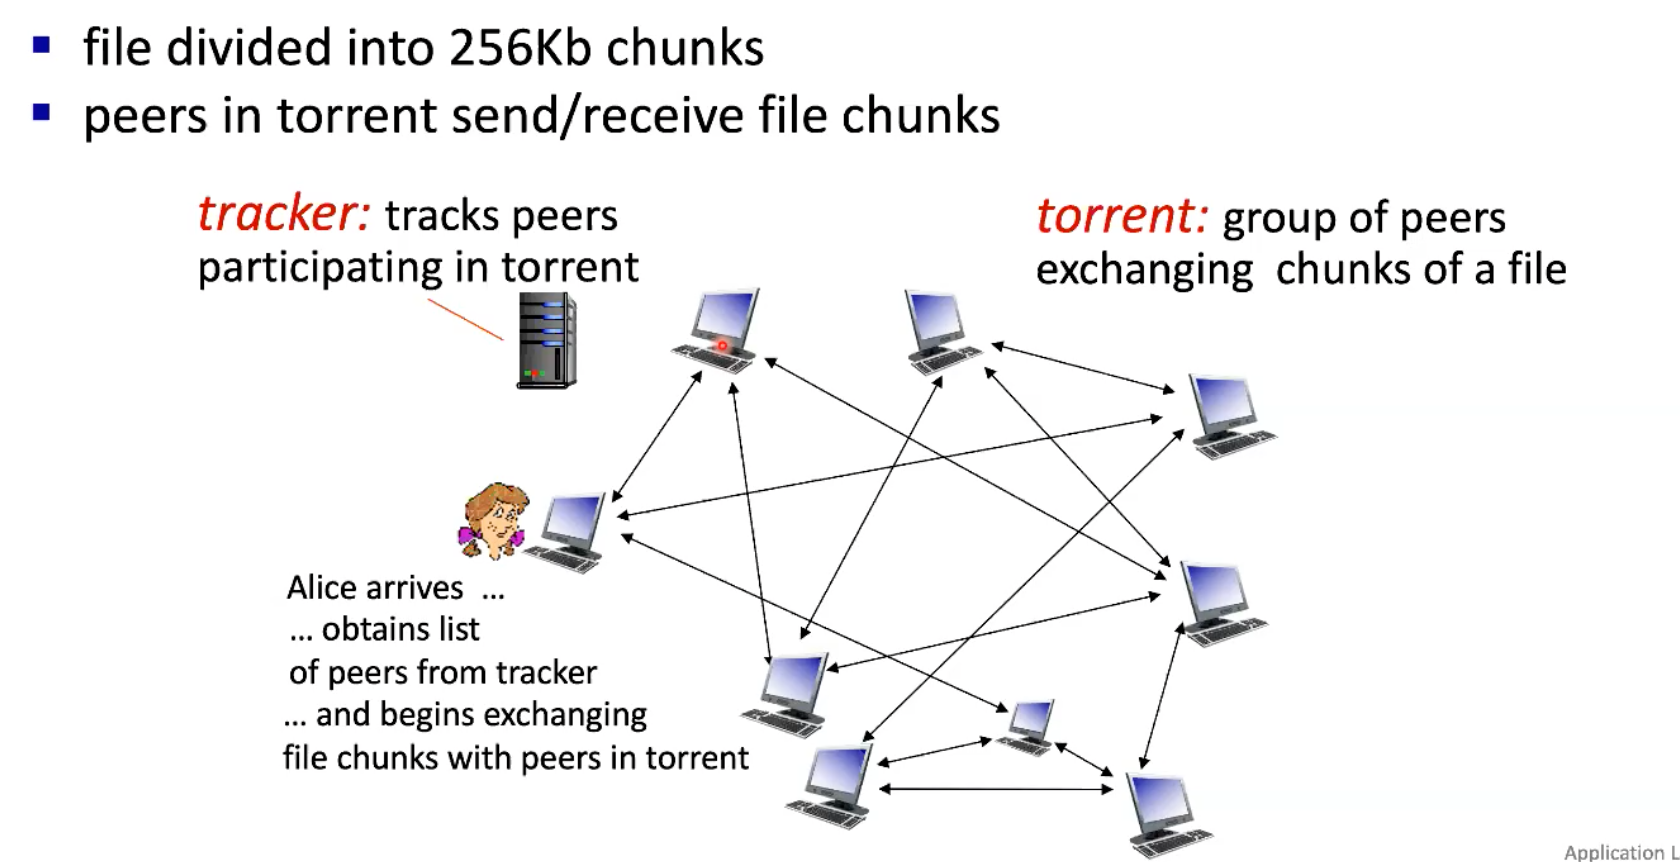 file divided into 256Kb chunks
peers in torrent send/receive file chunks
tracker: tracks peers
participating in torrent
torrent: group of peers
exchanging chunks of a file
Alice arrives ...
... obtains list
of peers from tracker
... and begins exchanging
file chunks with peers in torrent
Application L